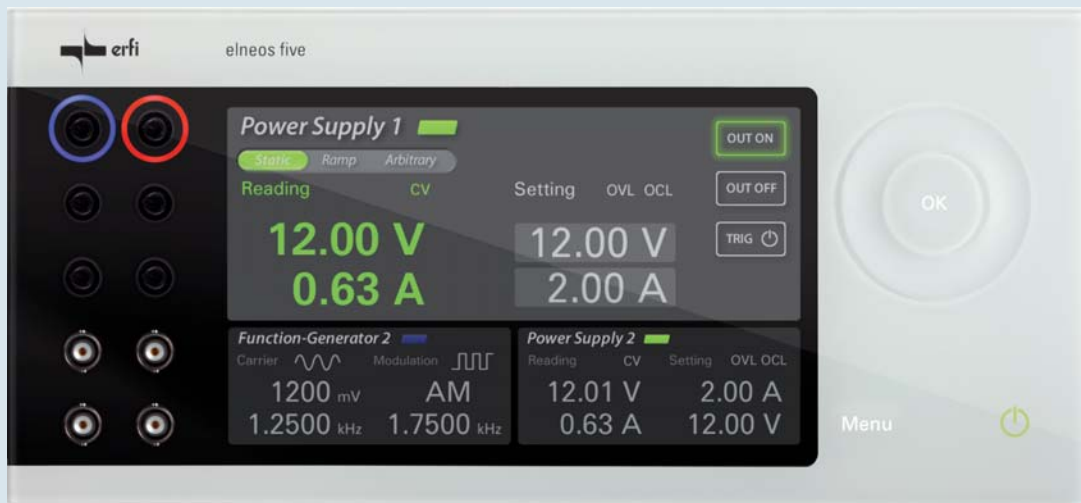 erfi elneos five
Power Supply 1
OUT ON
Static Ramp Arbitrary
Reading CV Setting OVL OCL
OUT OFF
12.00 V 12.00 V
TRIG
0.63 A 2.00 A
OK
Function-Generator 2
Carrier Modulation
1200 mV AM
1.2500 kHz 1.7500 kHz
Power Supply 2
Reading CV Setting OVL OCL
12.01 V 2.00 A
0.63 A 12.00 V
Menu